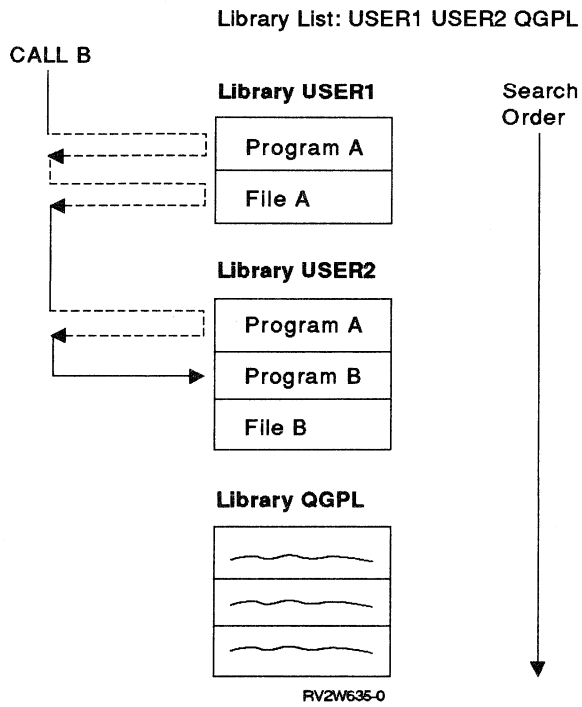 Library List: USER1 USER2 QGPL
CALL B
Library USER1
Search
Order
Program A
File A
Library USER2
Program A
Program B
File B
Library QGPL
RV2W635-0